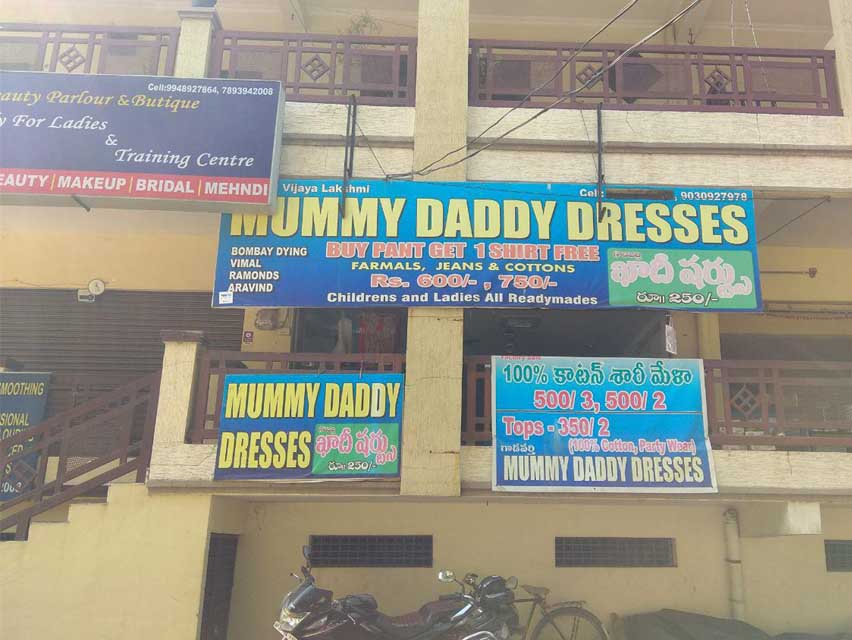 Cell:9948927864, 7893942008
eauty Parlour & Butique
y For Ladies
&
Training Centre
EAUTY | MAKEUP | BRIDAL | MEHNDI
Vijaya Lakshmi
Cell:
9030927978
MUMMY DADDY DRESSES
BOMBAY DYING
VIMAL
RAMONDS
ARAVIND
BUY PANT GET 1 SHIRT FREE
FARMALS, JEANS & COTTONS
Rs. 600/- , 750/-
Childrens and Ladies All Readymades
ఖాదీ షర్ట్స్
రూ॥ 250/-
MUMMY DADDY
DRESSES
ఖాదీ షర్ట్స్
రూ॥ 250/-
100% కాటన్ శారీ మేళా
500/ 3, 500/ 2
Tops - 350/ 2
(100% Cotton, Party Wear)
MUMMY DADDY DRESSES
SMOOTHING